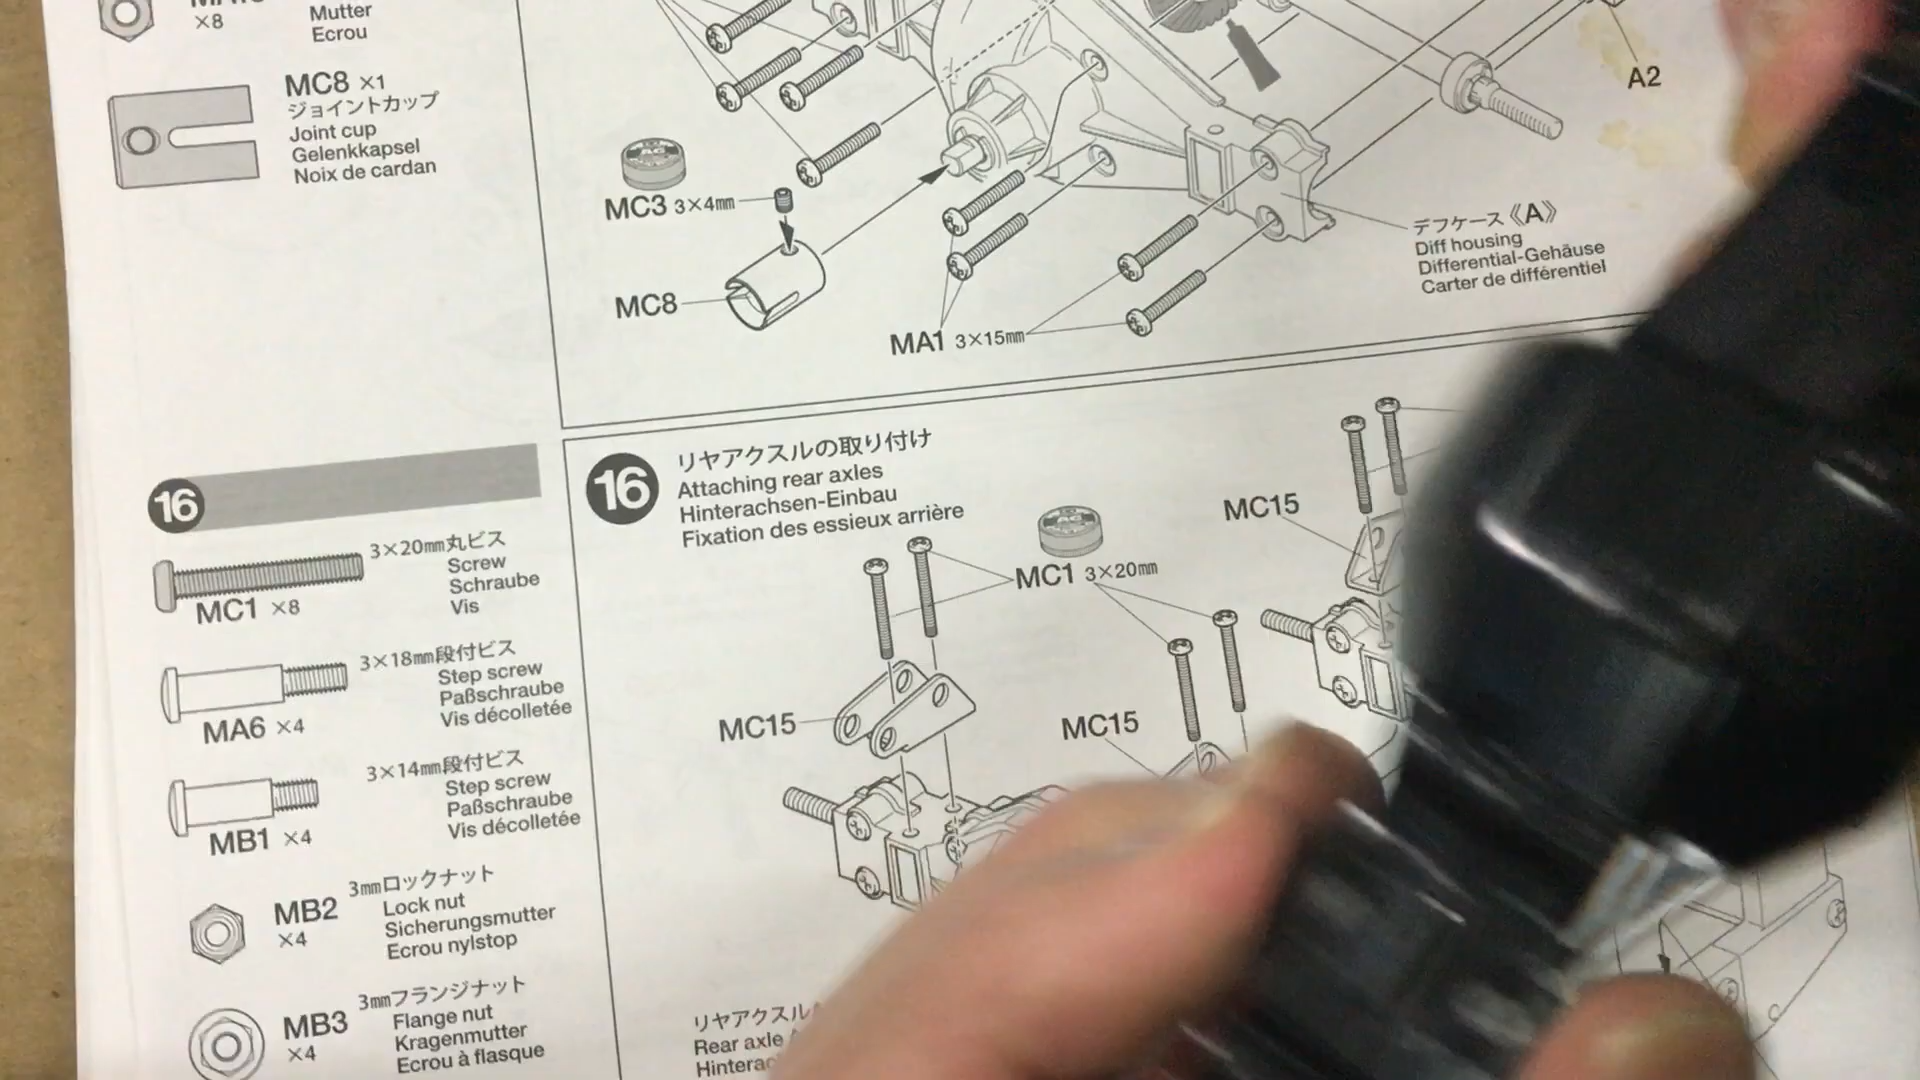 ×8
Mutter
Ecrou
MC8 ×1
ジョイントカップ
Joint cup
Gelenkkapsel
Noix de cardan
MC3 3×4mm
MC8
MA1 3×15mm
A2
デフケース《A》
Diff housing
Differential-Gehäuse
Carter de différentiel
16
3×20mm丸ビス
Screw
Schraube
Vis
MC1 ×8
3×18mm段付ビス
Step screw
Paßschraube
Vis décolletée
MA6 ×4
3×14mm段付ビス
Step screw
Paßschraube
Vis décolletée
MB1 ×4
3mmロックナット
MB2
×4
Lock nut
Sicherungsmutter
Ecrou nylstop
3mmフランジナット
MB3
×4
Flange nut
Kragenmutter
Ecrou à flasque
16
リヤアクスルの取り付け
Attaching rear axles
Hinterachsen-Einbau
Fixation des essieux arrière
MC1 3×20mm
MC15
MC15
MC15
リヤアクスル
Rear axle